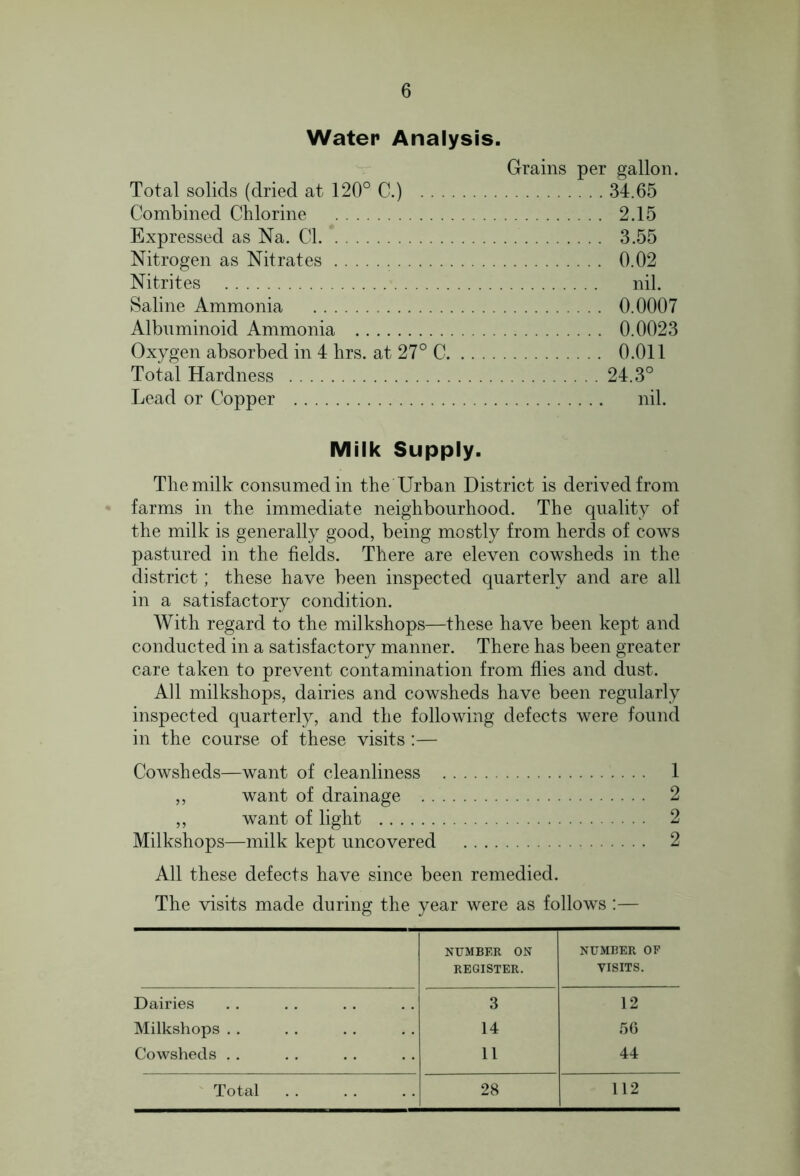 6
Water Analysis.
Grains per gallon.
Total solids (dried at 120° C.) .................. 34.65
Combined Chlorine .......................... 2.15
Expressed as Na. Cl. .......................... 3.55
Nitrogen as Nitrates .......................... 0.02
Nitrites .................................... nil.
Saline Ammonia ............................ 0.0007
Albuminoid Ammonia ........................ 0.0023
Oxygen absorbed in 4 hrs. at 27° C. ............... 0.011
Total Hardness .............................. 24.3°
Lead or Copper .............................. nil.
Milk Supply.
The milk consumed in the Urban District is derived from
farms in the immediate neighbourhood. The quality of
the milk is generally good, being mostly from herds of cows
pastured in the fields. There are eleven cowsheds in the
district ; these have been inspected quarterly and are all
in a satisfactory condition.
With regard to the milkshops—these have been kept and
conducted in a satisfactory manner. There has been greater
care taken to prevent contamination from flies and dust.
All milkshops, dairies and cowsheds have been regularly
inspected quarterly, and the following defects were found
in the course of these visits :—
Cowsheds—want of cleanliness .................... 1
,, want of drainage ...................... 2
,, want of light .......................... 2
Milkshops—milk kept uncovered .................. 2
All these defects have since been remedied.
The visits made during the year were as follows :—
NUMBER ON NUMBER OF
REGISTER. VISITS.
Dairies .. .. .. .. 3 12
Milkshops .. .. .. .. 14 56
Cowsheds .. .. .. .. 11 44
Total .. .. .. 28 112